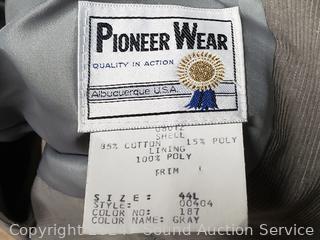 PIONEER WEAR
QUALITY IN ACTION
Albuquerque U.S.A.
SHELL
85% COTTON 15% POLY
LINING
100% POLY
TRIM
SIZE: 44L
STYLE: 00404
COLOR NO: 187
COLOR NAME: GRAY
Sound Auction Service